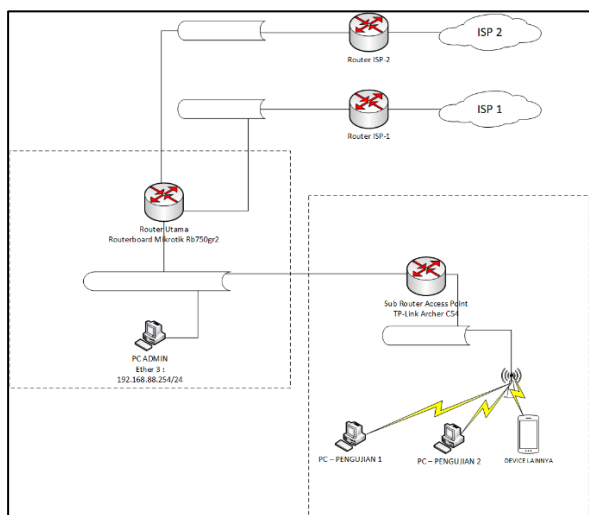 ISP 2
Router ISP-2
ISP 1
Router ISP-1
Router Utama
Routerboard Mikrotik Rb750gr2
Sub Router Access Point
TP-Link Archer C54
PC ADMIN
Ether 3 :
192.168.88.254/24
PC – PENGUJIAN 1
PC – PENGUJIAN 2
DEVICE LAINNYA